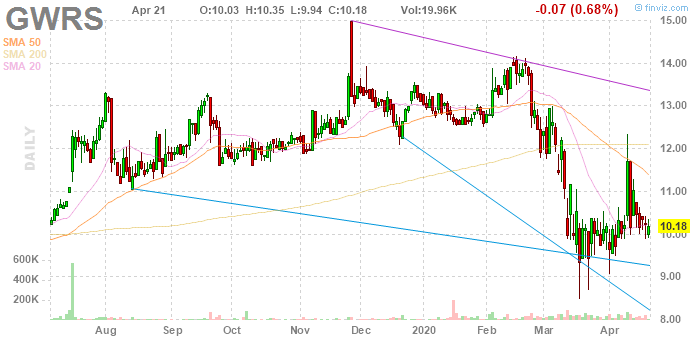 GWRS Apr 21 O:10.03 H:10.35 L:9.94 C:10.18 Vol:19.96K -0.07 (0.68%)
© finviz.com
SMA 50
SMA 200
SMA 20
DAILY
15.00
14.00
13.00
12.00
11.00
10.18
10.00
9.00
8.00
600K
400K
200K
Aug Sep Oct Nov Dec 2020 Feb Mar Apr